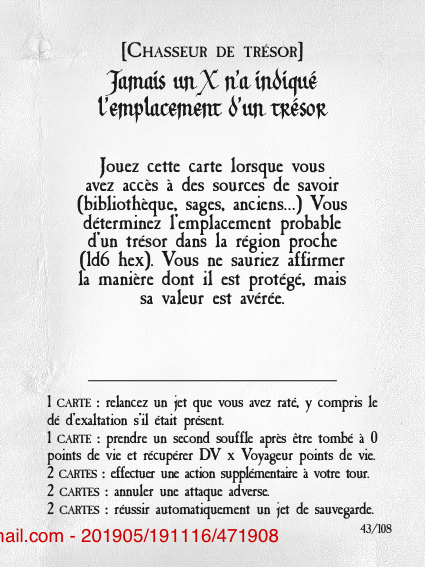 [Chasseur de trésor]
Jamais un X n'a indiqué
l'emplacement d'un trésor
Jouez cette carte lorsque vous
avez accès à des sources de savoir
(bibliothèque, sages, anciens...) Vous
déterminez l'emplacement probable
d'un trésor dans la région proche
(1d6 hex). Vous ne sauriez affirmer
la manière dont il est protégé, mais
sa valeur est avérée.
1 carte : relancez un jet que vous avez raté, y compris le
dé d'exaltation s'il était présent.
1 carte : prendre un second souffle après être tombé à 0
points de vie et récupérer DV x Voyageur points de vie.
2 cartes : effectuer une action supplémentaire à votre tour.
2 cartes : annuler une attaque adverse.
2 cartes : réussir automatiquement un jet de sauvegarde.
43/108
nail.com - 201905/191116/471908